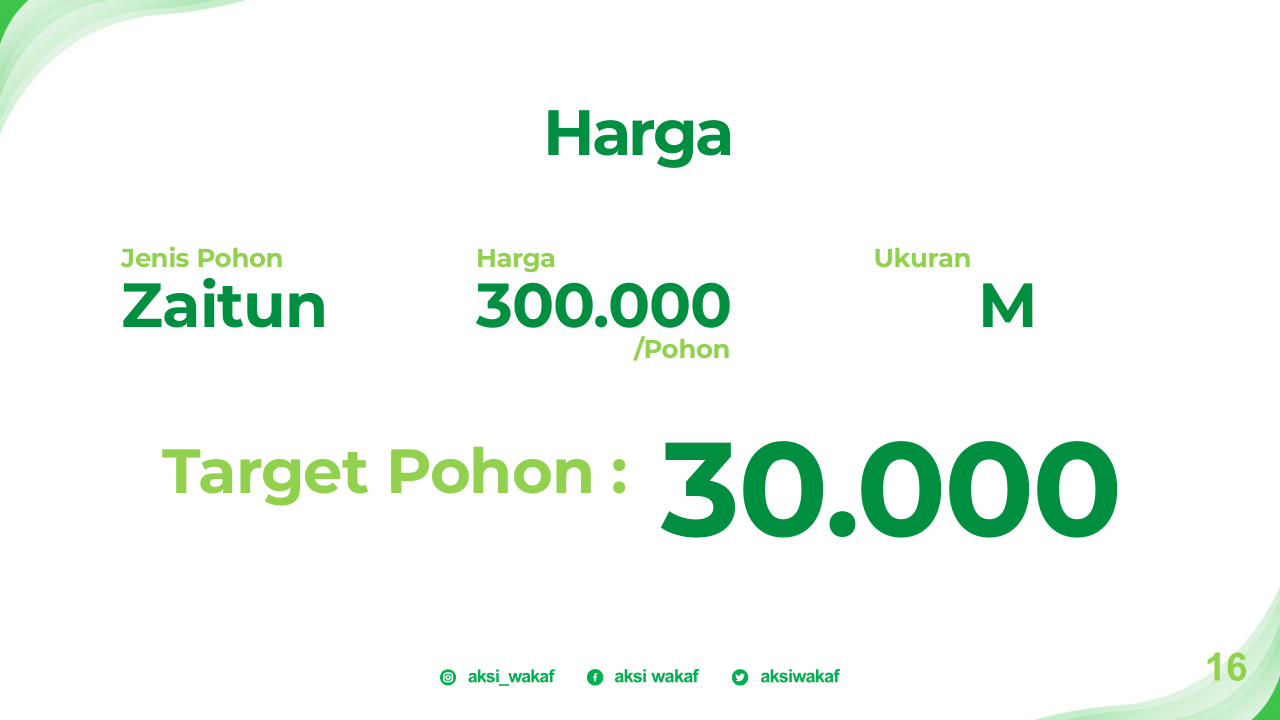 Harga
Jenis Pohon
Zaitun
Harga
300.000
/Pohon
Ukuran
M
Target Pohon : 30.000
aksi_wakaf aksi wakaf aksiwakaf
16